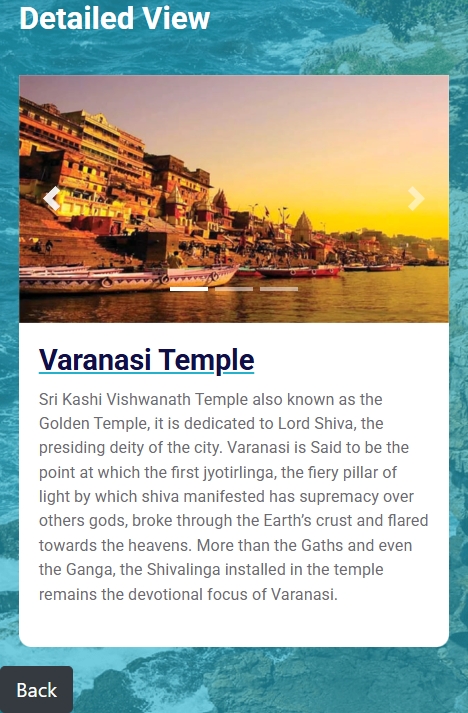 Detailed View
Varanasi Temple
Sri Kashi Vishwanath Temple also known as the
Golden Temple, it is dedicated to Lord Shiva, the
presiding deity of the city. Varanasi is Said to be the
point at which the first jyotirlinga, the fiery pillar of
light by which shiva manifested has supremacy over
others gods, broke through the Earth’s crust and flared
towards the heavens. More than the Gaths and even
the Ganga, the Shivalinga installed in the temple
remains the devotional focus of Varanasi.
Back